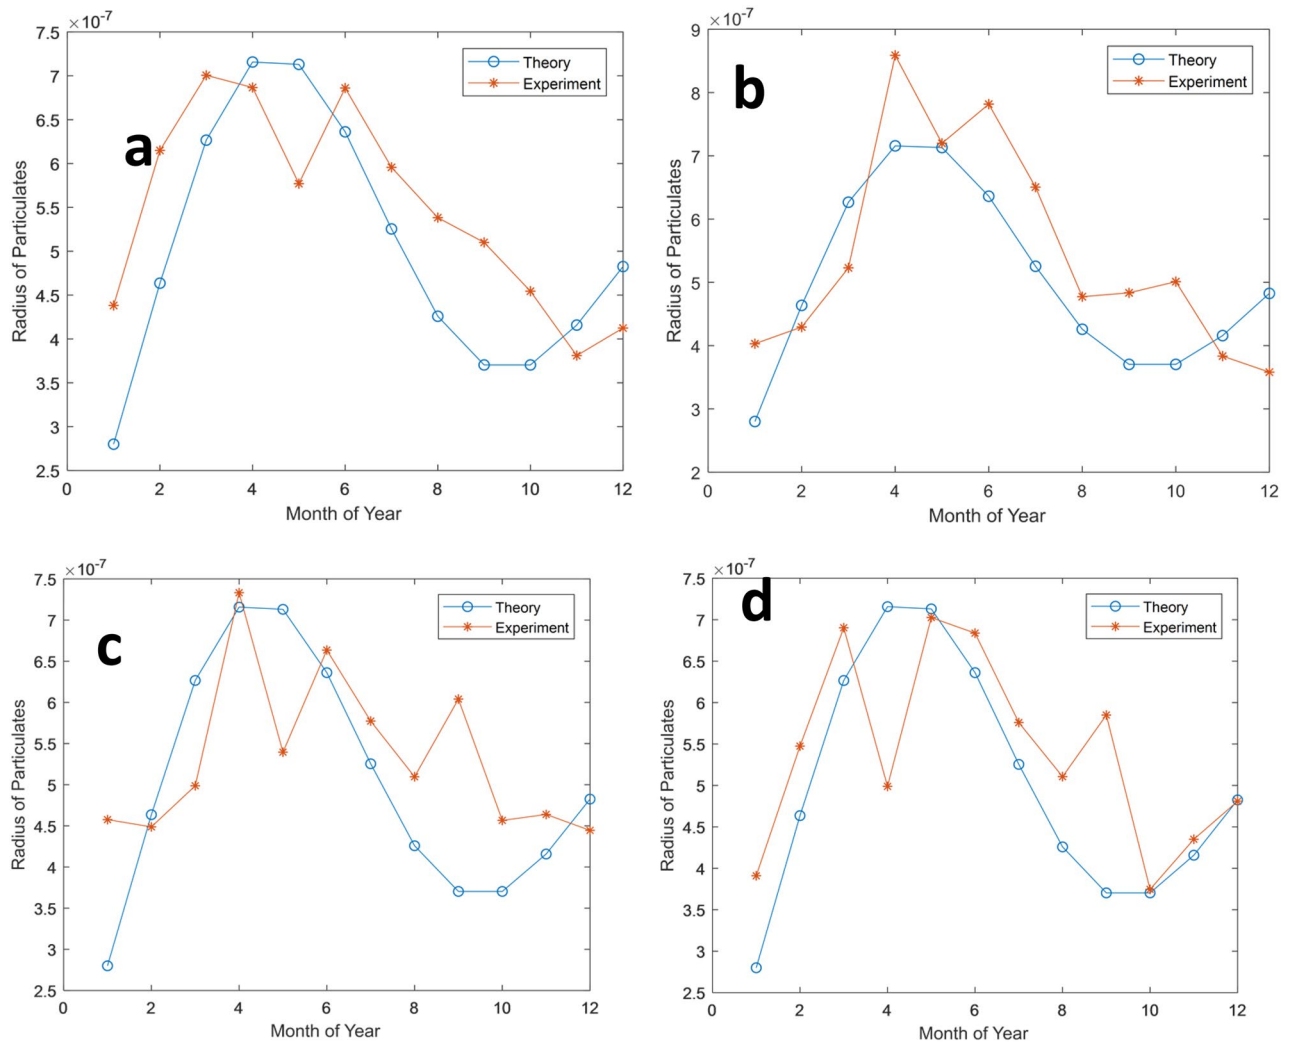 ×10⁻⁷
7.5
7
6.5
6
5.5
5
4.5
4
3.5
3
2.5
0 2 4 6 8 10 12
Month of Year
Radius of Particulates
Theory
Experiment
a
×10⁻⁷
9
8
7
6
5
4
3
2
0 2 4 6 8 10 12
Month of Year
Radius of Particulates
Theory
Experiment
b
×10⁻⁷
7.5
7
6.5
6
5.5
5
4.5
4
3.5
3
2.5
0 2 4 6 8 10 12
Month of Year
Radius of Particulates
Theory
Experiment
c
×10⁻⁷
7.5
7
6.5
6
5.5
5
4.5
4
3.5
3
2.5
0 2 4 6 8 10 12
Month of Year
Radius of Particulates
Theory
Experiment
d